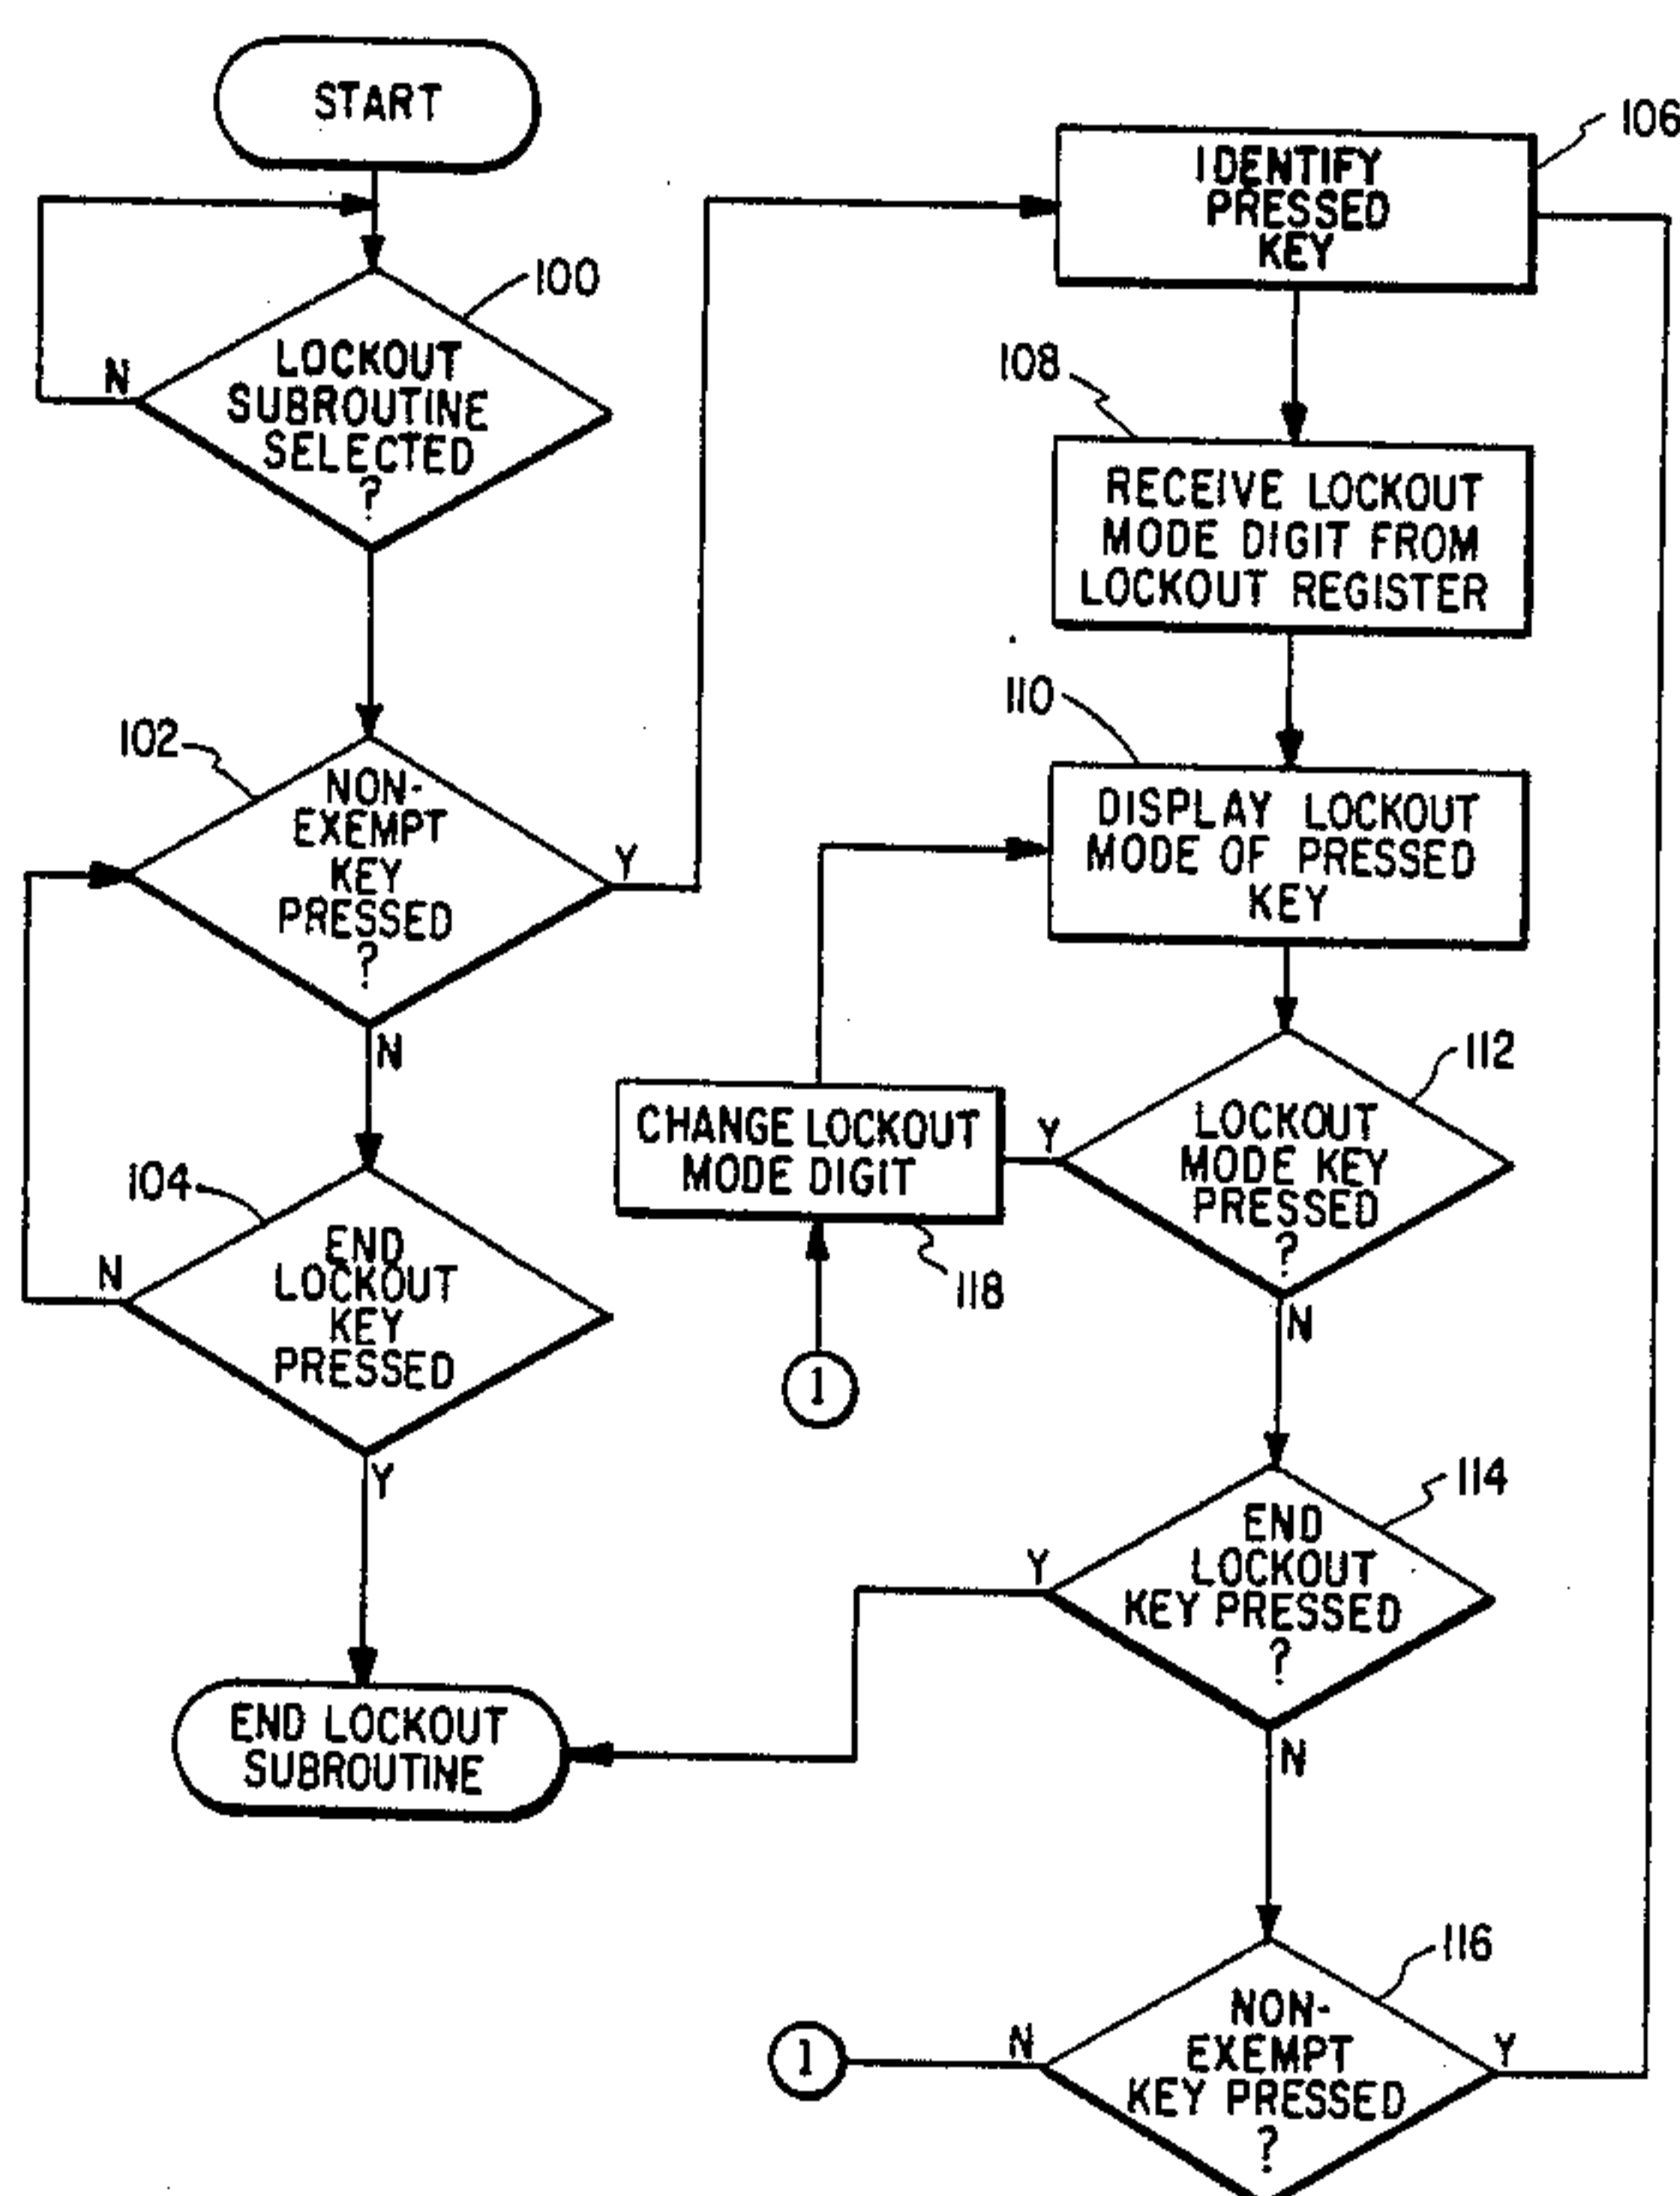 START
100
N
LOCKOUT
SUBROUTINE
SELECTED
?
102
NON-
EXEMPT
KEY
PRESSED
?
Y
N
104
N
END
LOCKOUT
KEY
PRESSED
Y
END LOCKOUT
SUBROUTINE
106
IDENTIFY
PRESSED
KEY
108
RECEIVE LOCKOUT
MODE DIGIT FROM
LOCKOUT REGISTER
110
DISPLAY LOCKOUT
MODE OF PRESSED
KEY
112
LOCKOUT
MODE KEY
PRESSED
?
Y
N
CHANGE LOCKOUT
MODE DIGIT
118
1
114
END
LOCKOUT
KEY PRESSED
?
Y
N
116
NON-
EXEMPT
KEY PRESSED
?
N
Y
1